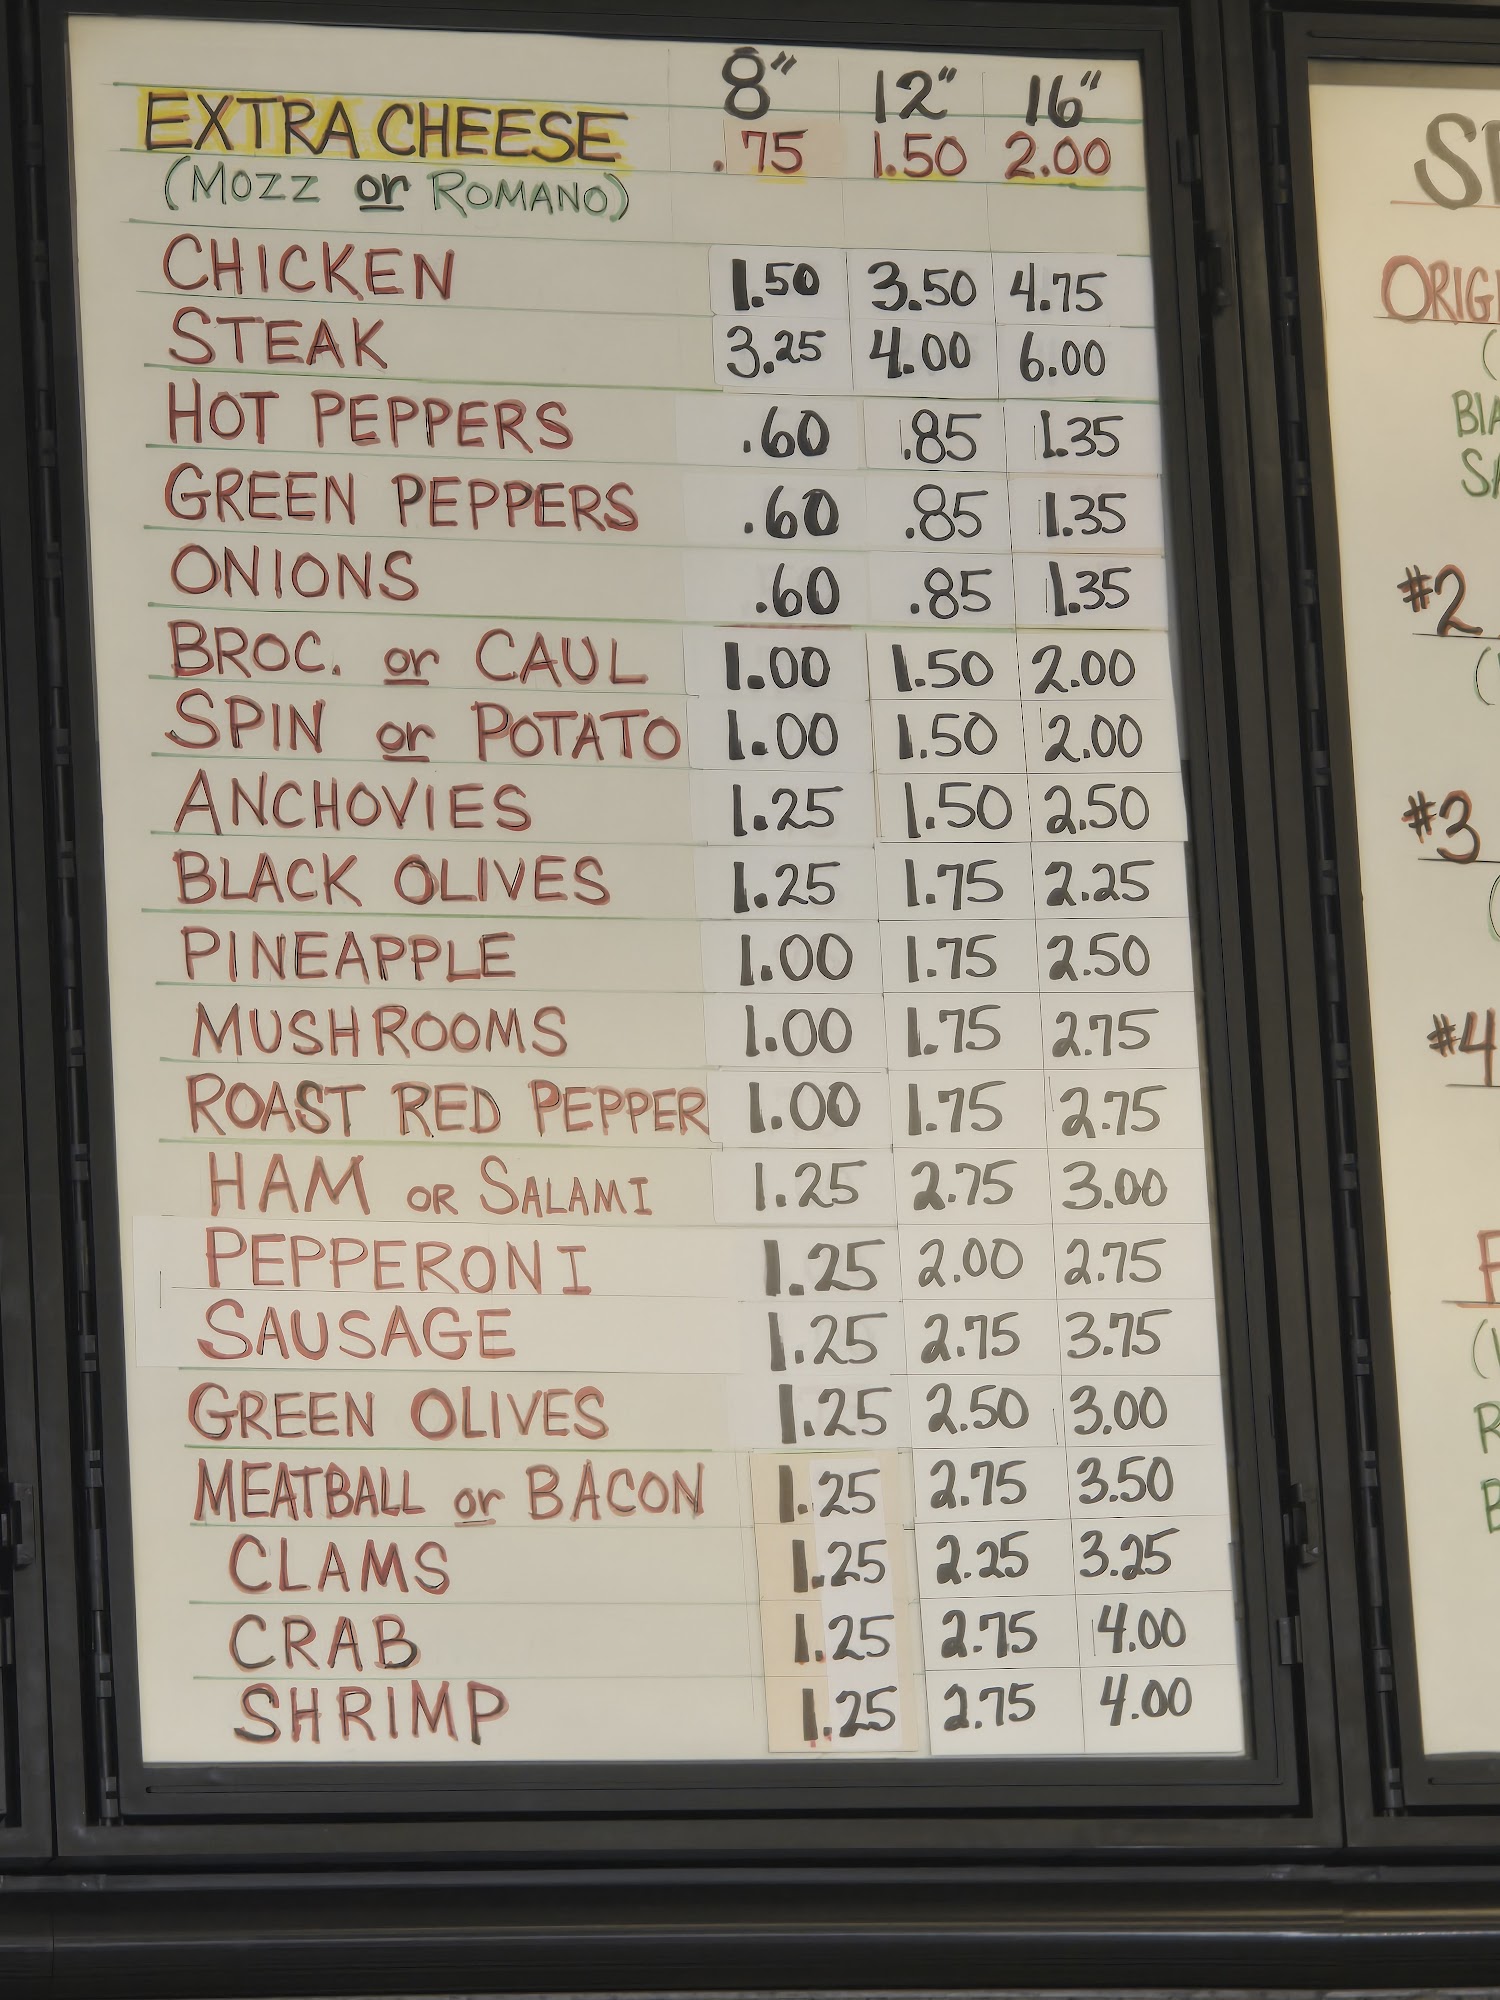 8" 12" 16"
EXTRA CHEESE .75 1.50 2.00
(MOZZ or ROMANO)
CHICKEN 1.50 3.50 4.75
STEAK 3.25 4.00 6.00
HOT PEPPERS .60 .85 1.35
GREEN PEPPERS .60 .85 1.35
ONIONS .60 .85 1.35
BROC. or CAUL 1.00 1.50 2.00
SPIN or POTATO 1.00 1.50 2.00
ANCHOVIES 1.25 1.50 2.50
BLACK OLIVES 1.25 1.75 2.25
PINEAPPLE 1.00 1.75 2.50
MUSHROOMS 1.00 1.75 2.75
ROAST RED PEPPER 1.00 1.75 2.75
HAM OR SALAMI 1.25 2.75 3.00
PEPPERONI 1.25 2.00 2.75
SAUSAGE 1.25 2.75 3.75
GREEN OLIVES 1.25 2.50 3.00
MEATBALL or BACON 1.25 2.75 3.50
CLAMS 1.25 2.25 3.25
CRAB 1.25 2.75 4.00
SHRIMP 1.25 2.75 4.00
#2
#3
#4